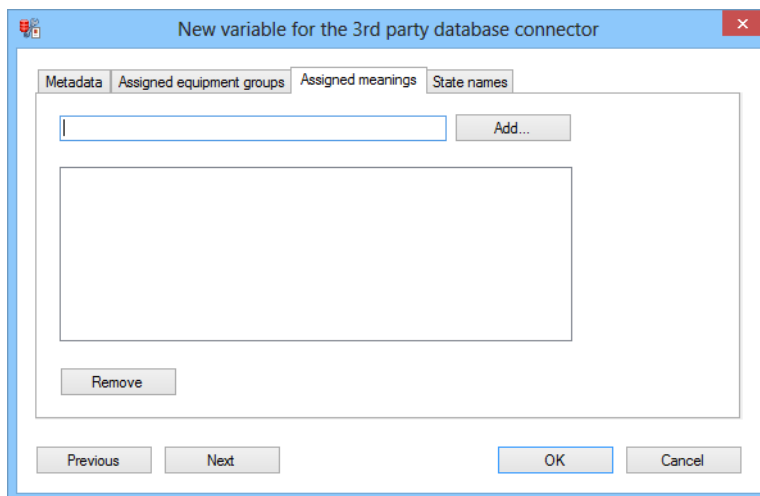 New variable for the 3rd party database connector
Metadata Assigned equipment groups Assigned meanings State names
Add...
Remove
Previous Next OK Cancel